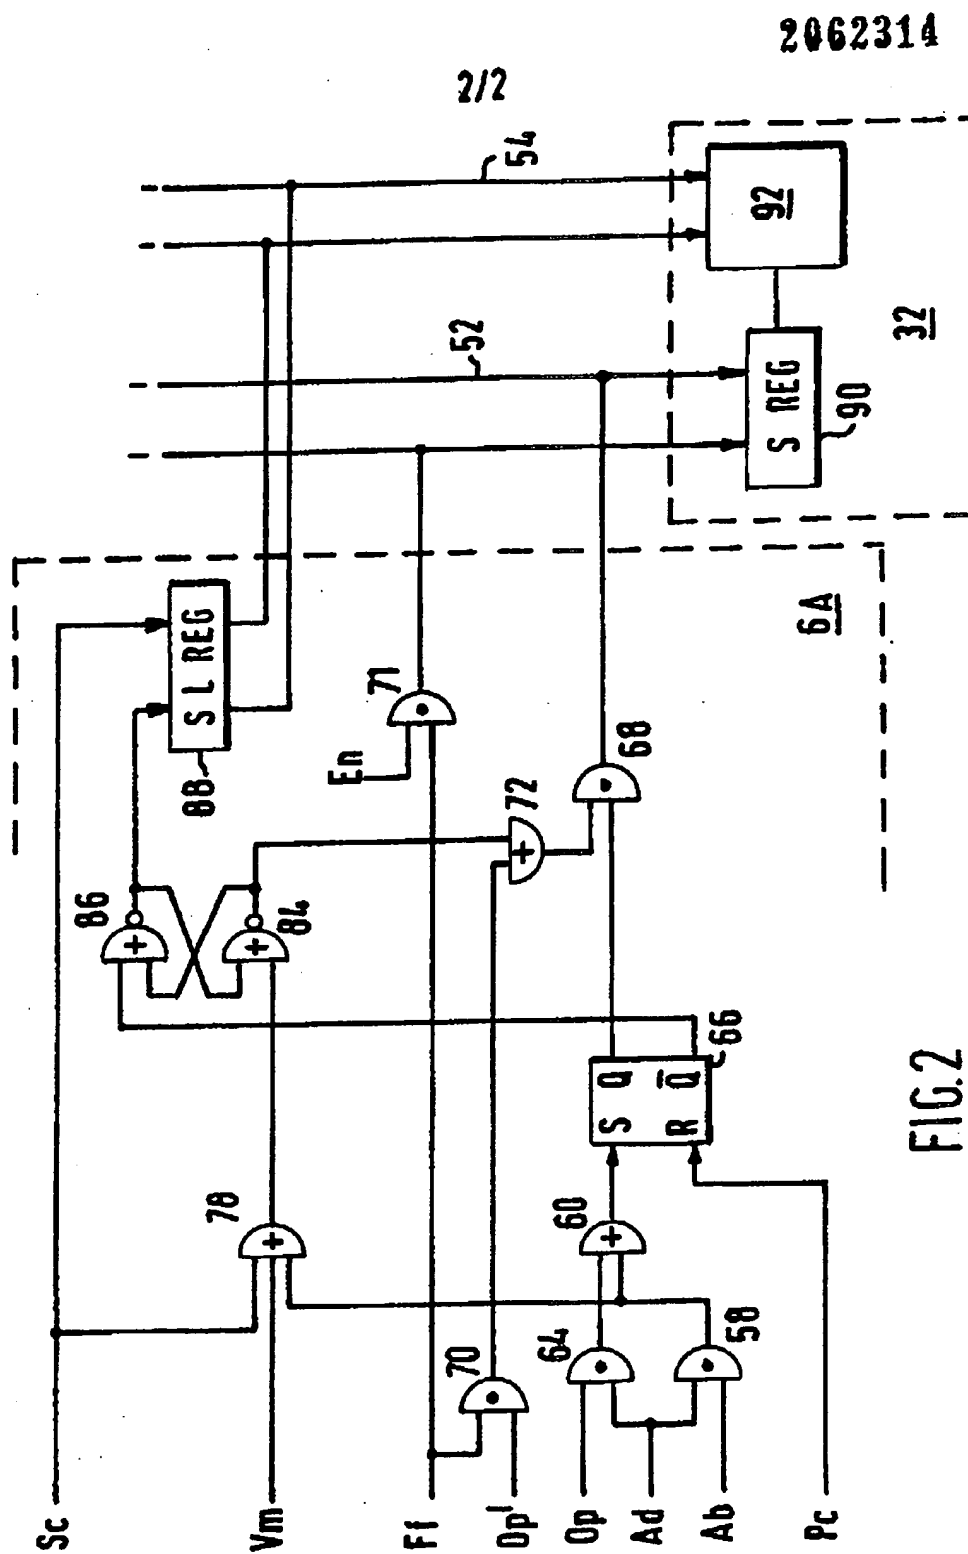 2062314
2/2
Sc
Vm
Ff
Op'
Op
Ad
Ab
Pc
78
70
64
58
60
S Q
R Q̅
66
86
84
72
68
En
71
S L REG
88
6A
52
54
S REG
90
92
32
FIG.2